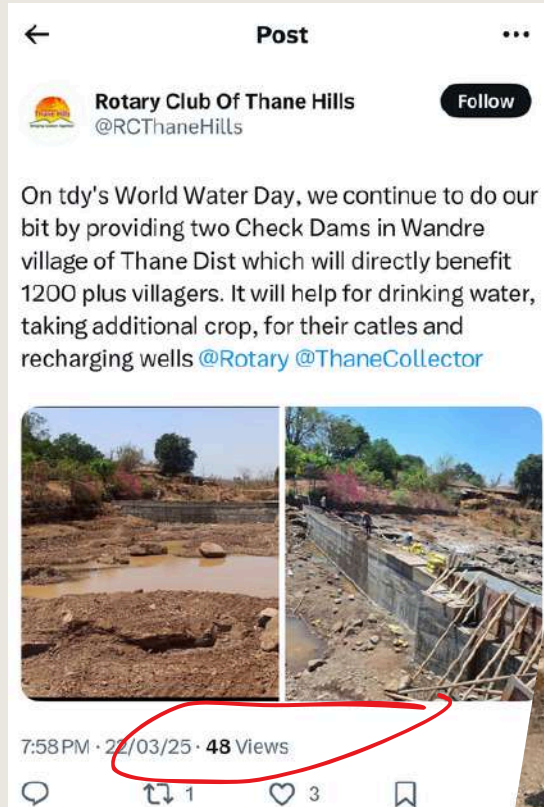 Post
Thane Hills
Rotary Club Of Thane Hills
Follow
@RCThaneHills
On tdy's World Water Day, we continue to do our
bit by providing two Check Dams in Wandre
village of Thane Dist which will directly benefit
1200 plus villagers. It will help for drinking water,
taking additional crop, for their catles and
recharging wells @Rotary @ThaneCollector
7:58 PM · 22/03/25 · 48 Views
1 3